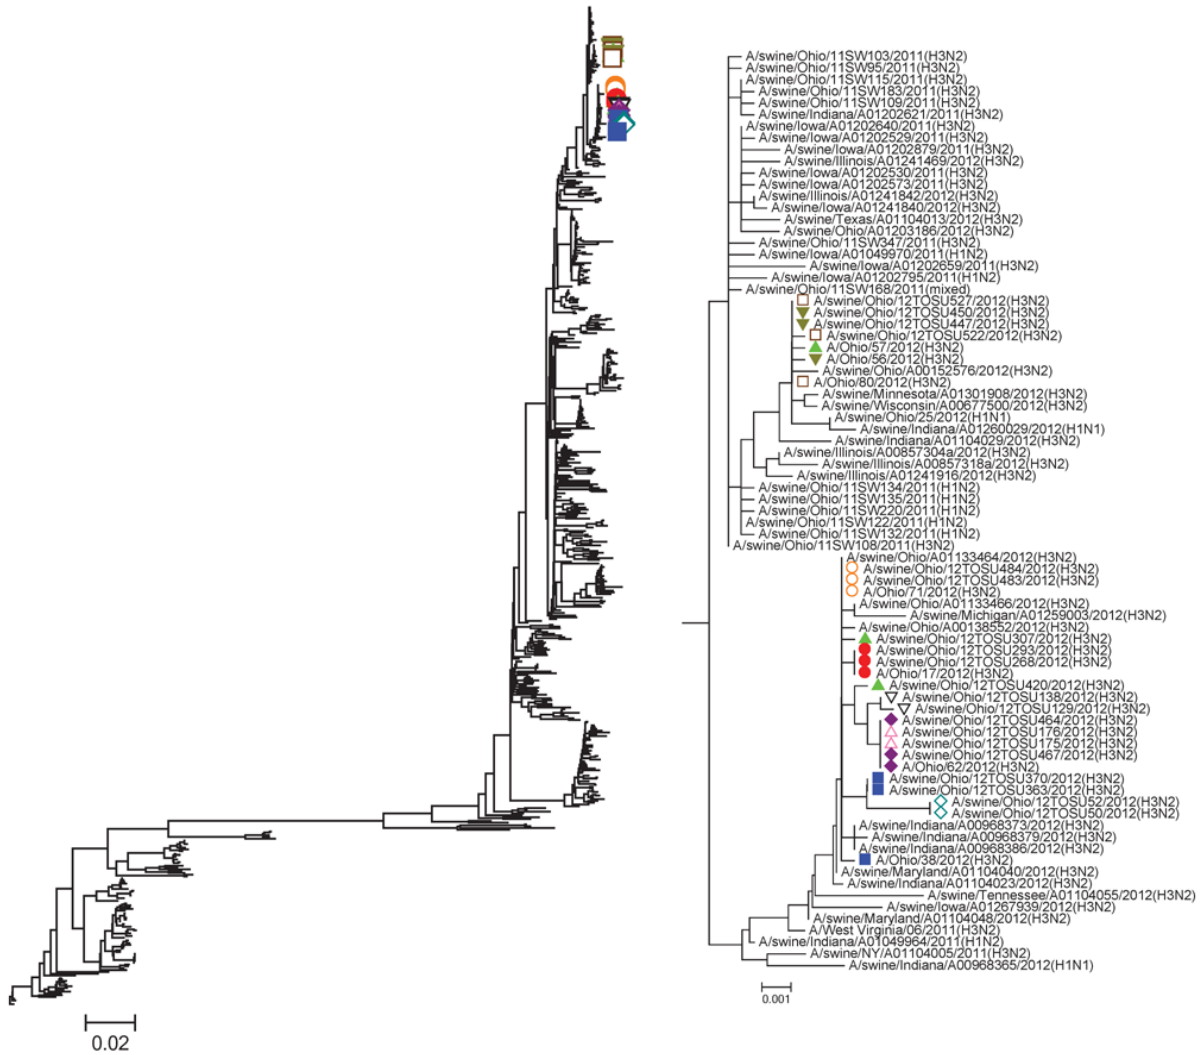 A/swine/Ohio/11SW103/2011(H3N2)
A/swine/Ohio/11SW95/2011(H3N2)
A/swine/Ohio/11SW115/2011(H3N2)
A/swine/Ohio/11SW183/2011(H3N2)
A/swine/Ohio/11SW109/2011(H3N2)
A/swine/Indiana/A01202621/2011(H3N2)
A/swine/Iowa/A01202640/2011(H3N2)
A/swine/Iowa/A01202529/2011(H3N2)
A/swine/Iowa/A01202879/2011(H3N2)
A/swine/Illinois/A01241469/2012(H3N2)
A/swine/Iowa/A01202530/2011(H3N2)
A/swine/Iowa/A01202573/2011(H3N2)
A/swine/Illinois/A01241842/2012(H3N2)
A/swine/Iowa/A01241840/2012(H3N2)
A/swine/Texas/A01104013/2012(H3N2)
A/swine/Ohio/A01203186/2012(H3N2)
A/swine/Ohio/11SW347/2011(H3N2)
A/swine/Iowa/A01049970/2011(H1N2)
A/swine/Iowa/A01202659/2011(H3N2)
A/swine/Iowa/A01202795/2011(H1N2)
A/swine/Ohio/11SW168/2011(mixed)
A/swine/Ohio/12TOSU527/2012(H3N2)
A/swine/Ohio/12TOSU450/2012(H3N2)
A/swine/Ohio/12TOSU447/2012(H3N2)
A/swine/Ohio/12TOSU522/2012(H3N2)
A/Ohio/57/2012(H3N2)
A/Ohio/56/2012(H3N2)
A/swine/Ohio/A00152576/2012(H3N2)
A/Ohio/80/2012(H3N2)
A/swine/Minnesota/A01301908/2012(H3N2)
A/swine/Wisconsin/A00677500/2012(H3N2)
A/swine/Ohio/25/2012(H1N1)
A/swine/Indiana/A01260029/2012(H1N1)
A/swine/Indiana/A01104029/2012(H3N2)
A/swine/Illinois/A00857304a/2012(H3N2)
A/swine/Illinois/A00857318a/2012(H3N2)
A/swine/Illinois/A01241916/2012(H3N2)
A/swine/Ohio/11SW134/2011(H1N2)
A/swine/Ohio/11SW135/2011(H1N2)
A/swine/Ohio/11SW220/2011(H1N2)
A/swine/Ohio/11SW122/2011(H1N2)
A/swine/Ohio/11SW132/2011(H1N2)
A/swine/Ohio/11SW108/2011(H3N2)
A/swine/Ohio/A01133464/2012(H3N2)
A/swine/Ohio/12TOSU484/2012(H3N2)
A/swine/Ohio/12TOSU483/2012(H3N2)
A/Ohio/71/2012(H3N2)
A/swine/Ohio/A01133466/2012(H3N2)
A/swine/Michigan/A01259003/2012(H3N2)
A/swine/Ohio/A00138552/2012(H3N2)
A/swine/Ohio/12TOSU307/2012(H3N2)
A/swine/Ohio/12TOSU293/2012(H3N2)
A/swine/Ohio/12TOSU268/2012(H3N2)
A/Ohio/17/2012(H3N2)
A/swine/Ohio/12TOSU420/2012(H3N2)
A/swine/Ohio/12TOSU138/2012(H3N2)
A/swine/Ohio/12TOSU129/2012(H3N2)
A/swine/Ohio/12TOSU464/2012(H3N2)
A/swine/Ohio/12TOSU176/2012(H3N2)
A/swine/Ohio/12TOSU175/2012(H3N2)
A/swine/Ohio/12TOSU467/2012(H3N2)
A/Ohio/62/2012(H3N2)
A/swine/Ohio/12TOSU370/2012(H3N2)
A/swine/Ohio/12TOSU363/2012(H3N2)
A/swine/Ohio/12TOSU52/2012(H3N2)
A/swine/Ohio/12TOSU50/2012(H3N2)
A/swine/Indiana/A00968373/2012(H3N2)
A/swine/Indiana/A00968379/2012(H3N2)
A/swine/Indiana/A00968386/2012(H3N2)
A/Ohio/38/2012(H3N2)
A/swine/Maryland/A01104040/2012(H3N2)
A/swine/Indiana/A01104023/2012(H3N2)
A/swine/Tennessee/A01104055/2012(H3N2)
A/swine/Iowa/A01267939/2012(H3N2)
A/swine/Maryland/A01104048/2012(H3N2)
A/West Virginia/06/2011(H3N2)
A/swine/Indiana/A01049964/2011(H1N2)
A/swine/NY/A01104005/2011(H3N2)
A/swine/Indiana/A00968365/2012(H1N1)
0.001
0.02